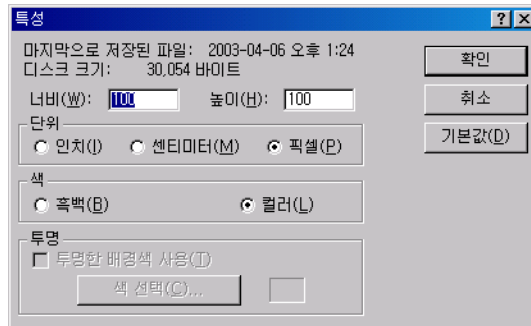 특성
마지막으로 저장된 파일: 2003-04-06 오후 1:24
디스크 크기: 30,054 바이트
너비(W): 100 높이(H): 100
단위
인치(I) 센티미터(M) 픽셀(P)
색
흑백(B) 컬러(L)
투명
투명한 배경색 사용(T)
색 선택(C)...
확인
취소
기본값(D)